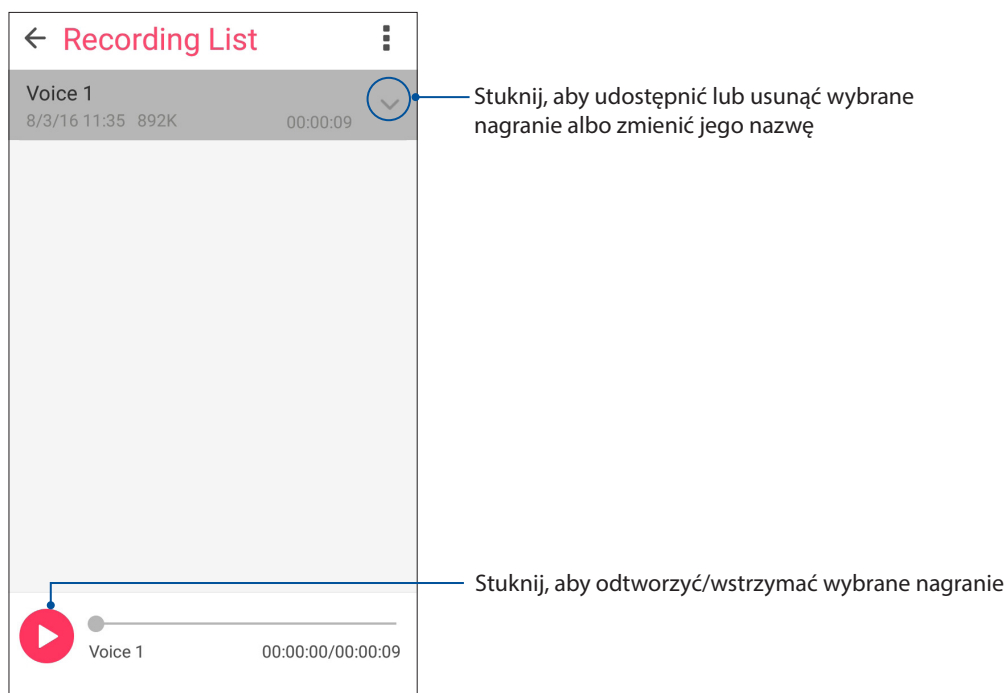 Recording List
Voice 1
8/3/16 11:35 892K 00:00:09
Stuknij, aby udostępnić lub usunąć wybrane
nagranie albo zmienić jego nazwę
Stuknij, aby odtworzyć/wstrzymać wybrane nagranie
Voice 1 00:00:00/00:00:09